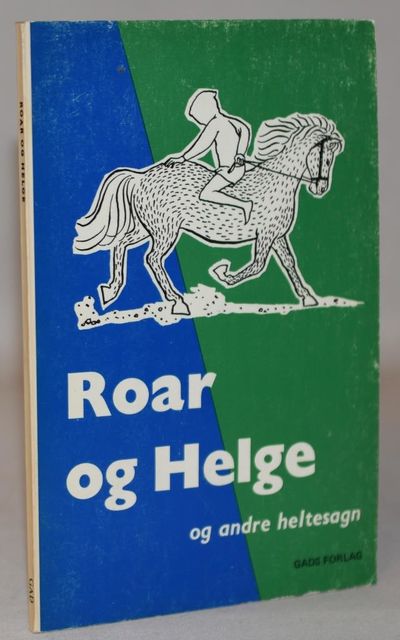 Roar
og Helge
og andre heltesagn
GADS FORLAG
ROAR OG HELGE
GAD